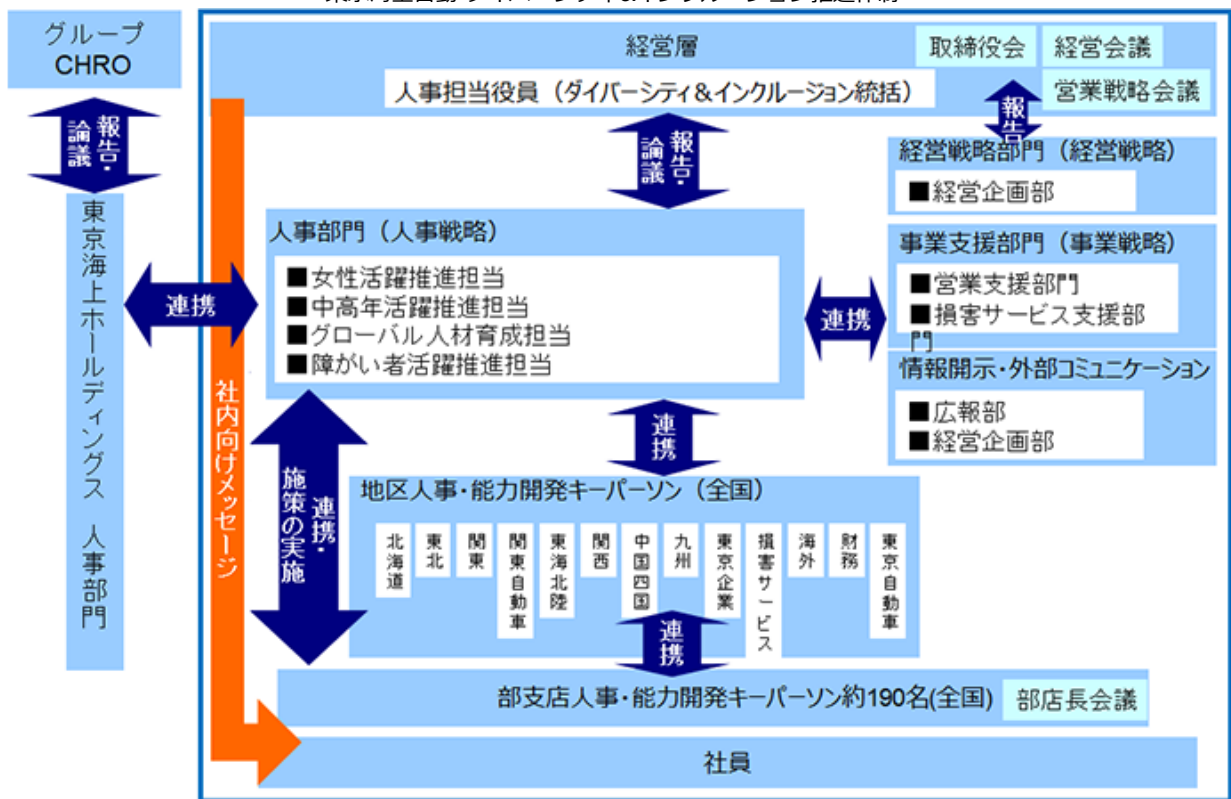 グループ
CHRO
報告・
論議
東京海上ホールディングス 人事部門
連携
経営層
取締役会
経営会議
営業戦略会議
人事担当役員（ダイバーシティ&インクルージョン統括）
社内向けメッセージ
報告・
論議
報告
経営戦略部門（経営戦略）
■経営企画部
人事部門（人事戦略）
■女性活躍推進担当
■中高年活躍推進担当
■グローバル人材育成担当
■障がい者活躍推進担当
連携
事業支援部門（事業戦略）
■営業支援部門
■損害サービス支援部
門
情報開示・外部コミュニケーション
■広報部
■経営企画部
連携・
施策の実施
連携
地区人事・能力開発キーパーソン（全国）
北海道
東北
関東
関東自動車
東海北陸
関西
中国四国
九州
東京企業
損害サービス
海外
財務
東京自動車
連携
部支店人事・能力開発キーパーソン約190名(全国)
部店長会議
社員